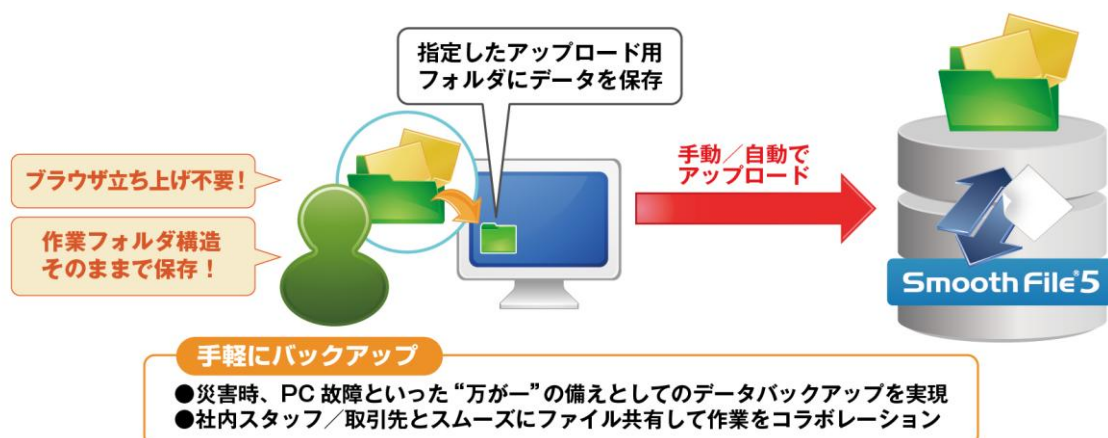 指定したアップロード用
フォルダにデータを保存
ブラウザ立ち上げ不要！
作業フォルダ構造
そのままで保存！
手動／自動で
アップロード
Smooth File®5
手軽にバックアップ
●災害時、PC故障といった“万が一”の備えとしてのデータバックアップを実現
●社内スタッフ／取引先とスムーズにファイル共有して作業をコラボレーション